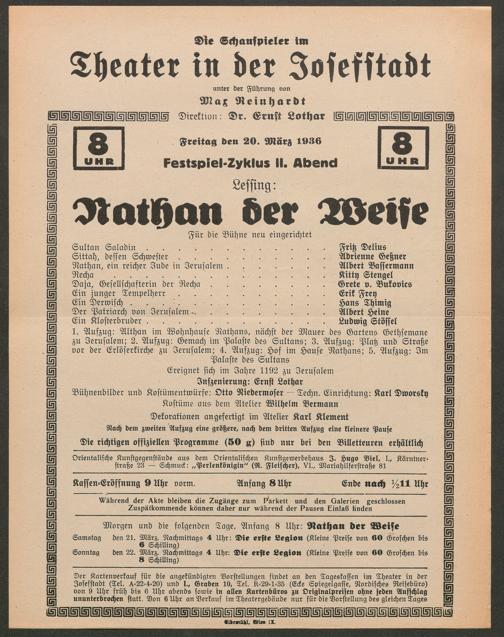 Die Schauspieler im
Theater in der Josefstadt
unter der Führung von
Max Reinhardt
Direktion: Dr. Ernst Lothar
8 UHR
Freitag den 20. März 1936
8 UHR
Festspiel-Zyklus II. Abend
Lessing:
Nathan der Weise
Für die Bühne neu eingerichtet
Sultan Saladin . . . . . . . . . . Fritz Delius
Sittah, dessen Schwester . . . . . . . . . . Adrienne Geßner
Nathan, ein reicher Jude in Jerusalem . . . . . . . . . . Albert Bassermann
Recha . . . . . . . . . . Kitty Stengel
Daja, Gesellschafterin der Recha . . . . . . . . . . Grete v. Bukovics
Ein junger Tempelherr . . . . . . . . . . Erik Frey
Ein Derwisch . . . . . . . . . . Hans Thimig
Der Patriarch von Jerusalem . . . . . . . . . . Albert Heine
Ein Klosterbruder . . . . . . . . . . Ludwig Stössel
1. Aufzug: Althan im Wohnhause Nathans, nächst der Mauer des Gartens Gethsemane
zu Jerusalem; 2. Aufzug: Gemach im Palaste des Sultans; 3. Aufzug: Platz und Straße
vor der Erlöserkirche zu Jerusalem; 4. Aufzug: Hof im Hause Nathans; 5. Aufzug: Im
Palaste des Sultans
Ereignet sich im Jahre 1192 zu Jerusalem
Inszenierung: Ernst Lothar
Bühnenbilder und Kostümentwürfe: Otto Niedermoser – Techn. Einrichtung: Karl Dworsky
Kostüme aus dem Atelier Wilhelm Bermann
Dekorationen angefertigt im Atelier Karl Klement
Nach dem zweiten Aufzug eine größere, nach dem dritten Aufzug eine kleinere Pause
Die richtigen offiziellen Programme (50 g) sind nur bei den Billetteuren erhältlich
Orientalische Kunstgegenstände aus dem Orientalischen Kunstgewerbehaus J. Hugo Biel, I., Kärntner-
straße 23 — Schmuck: „Perlenkönigin“ (R. Fleischer), VI., Mariahilferstraße 81
Kassen-Eröffnung 9 Uhr vorm. Anfang 8 Uhr Ende nach ½11 Uhr
Während der Akte bleiben die Zugänge zum Parkett und den Galerien geschlossen
Zuspätkommende können daher nur während der Pausen Einlaß finden
Morgen und die folgenden Tage, Anfang 8 Uhr: Nathan der Weise
Samstag den 21. März, Nachmittags 4 Uhr: Die erste Legion (Kleine Preise von 60 Groschen bis
6 Schilling)
Sonntag den 22. März, Nachmittags 4 Uhr: Die erste Legion (Kleine Preise von 60 Groschen bis
8 Schilling)
Der Kartenverkauf für die angekündigten Vorstellungen findet an den Tageskassen im Theater in der
Josefstadt (Tel. A-22-4-20) und I., Graben 10, Tel. R-29-1-35 (Ecke Spiegelgasse, Nordisches Reisebüro)
von 9 Uhr früh bis 6 Uhr abends sowie in allen Kartenbüros zu Originalpreisen ohne jeden Aufschlag
ununterbrochen statt. Von 6 Uhr an Verkauf im Theatergebäude nur für die Vorstellung des gleichen Tages
Elbemühl, Wien IX.